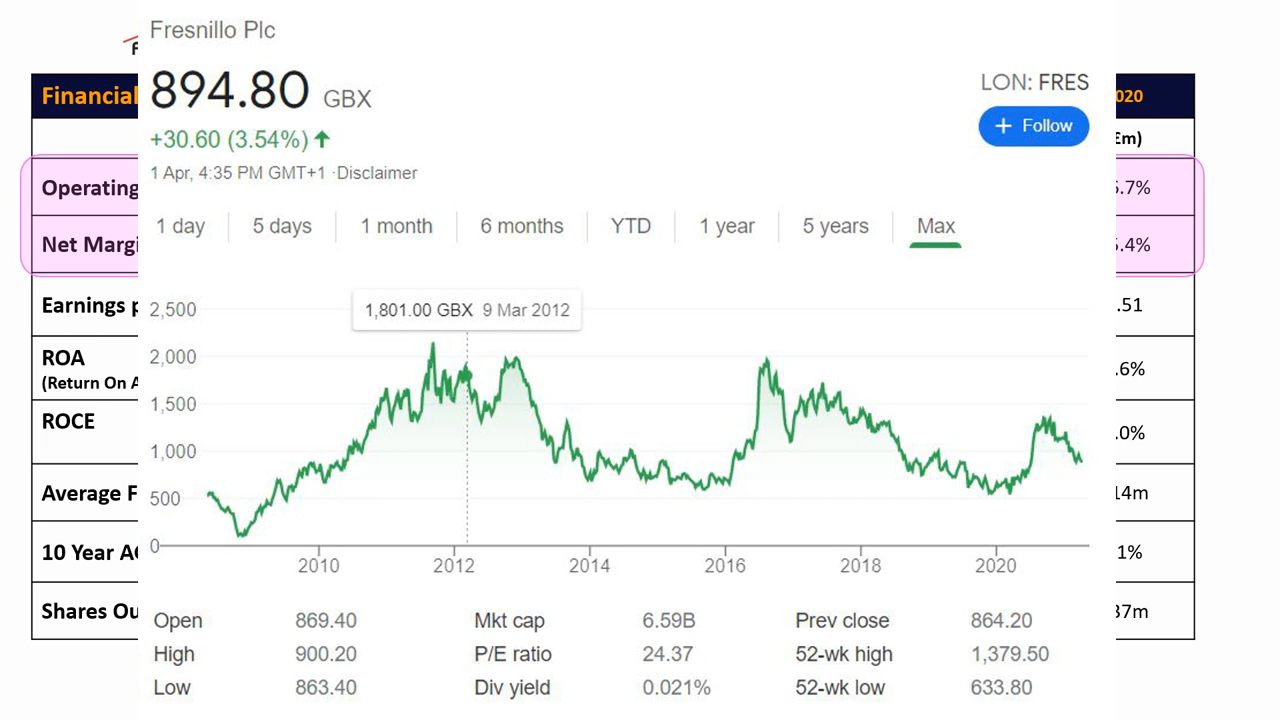 Fresnillo Plc
894.80 GBX
LON: FRES
+30.60 (3.54%)
+ Follow
1 Apr, 4:35 PM GMT+1 ·Disclaimer
1 day 5 days 1 month 6 months YTD 1 year 5 years Max
1,801.00 GBX 9 Mar 2012
2,500
2,000
1,500
1,000
500
0
2010 2012 2014 2016 2018 2020
Open 869.40 Mkt cap 6.59B Prev close 864.20
High 900.20 P/E ratio 24.37 52-wk high 1,379.50
Low 863.40 Div yield 0.021% 52-wk low 633.80
Financial
Operating
Net Margi
Earnings p
ROA
(Return On A
ROCE
Average F
10 Year A
Shares Ou
020
£m)
.7%
.4%
.51
.6%
.0%
14m
1%
37m